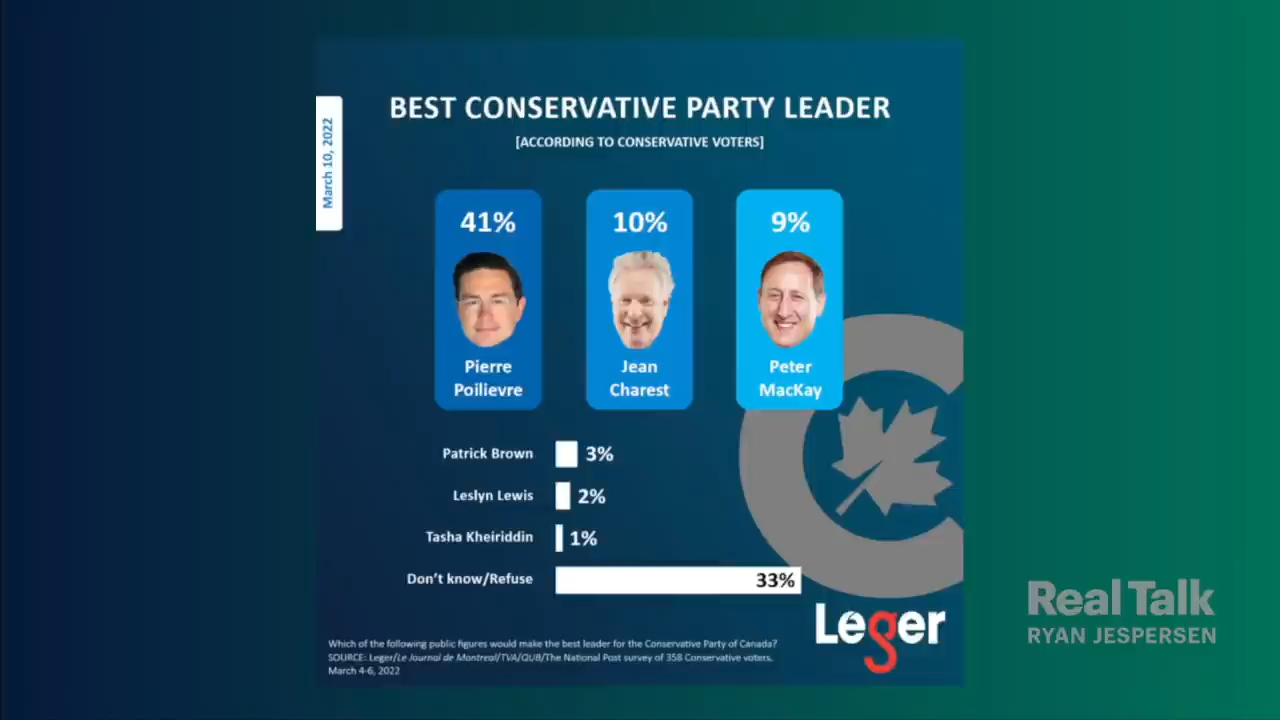 March 10, 2022
BEST CONSERVATIVE PARTY LEADER
[ACCORDING TO CONSERVATIVE VOTERS]
41%
Pierre
Poilievre
10%
Jean
Charest
9%
Peter
MacKay
Patrick Brown 3%
Leslyn Lewis 2%
Tasha Kheiriddin 1%
Don't know/Refuse 33%
Which of the following public figures would make the best leader for the Conservative Party of Canada?
SOURCE: Leger/Le Journal de Montreal/TVA/QUB/The National Post survey of 358 Conservative voters,
March 4-6, 2022
Léger
Real Talk
RYAN JESPERSEN